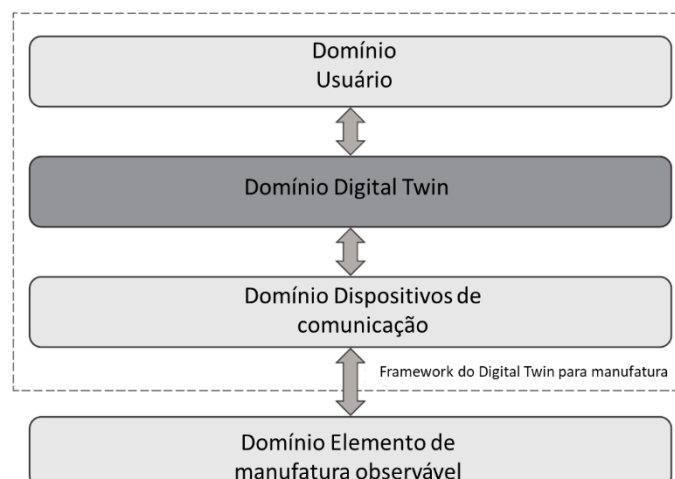 Domínio
Usuário
Domínio Digital Twin
Domínio Dispositivos de
comunicação
Framework do Digital Twin para manufatura
Domínio Elemento de
manufatura observável